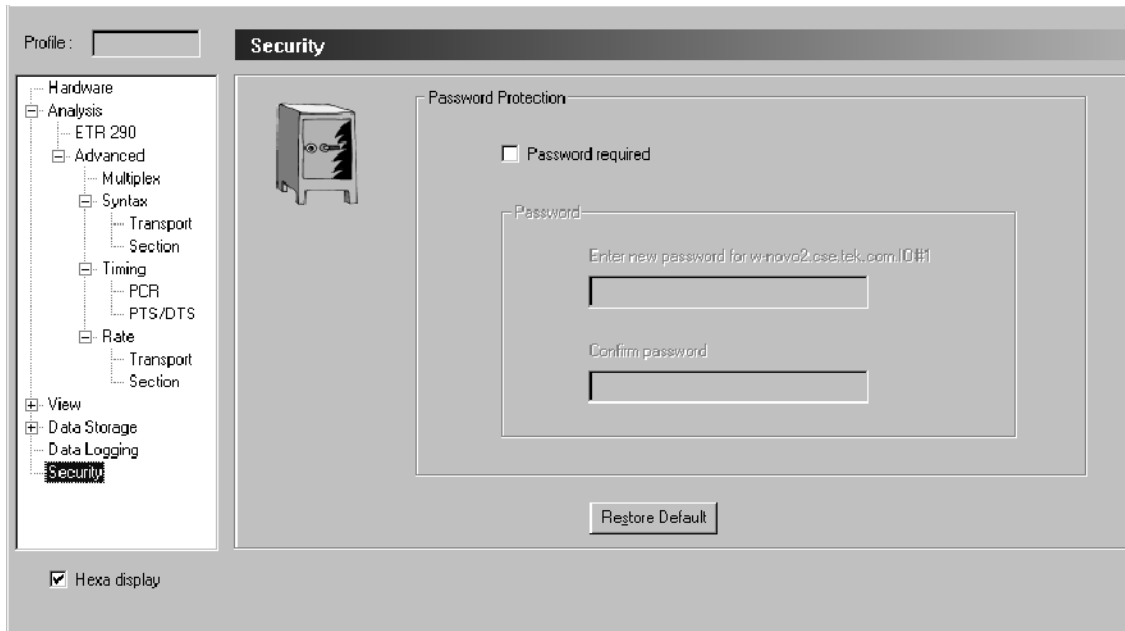 Profile :
Security
Hardware
Analysis
ETR 290
Advanced
Multiplex
Syntax
Transport
Section
Timing
PCR
PTS/DTS
Rate
Transport
Section
View
Data Storage
Data Logging
Security
Password Protection
Password required
Password
Enter new password for w-novo2.cse.tek.com.IO#1
Confirm password
Restore Default
Hexa display